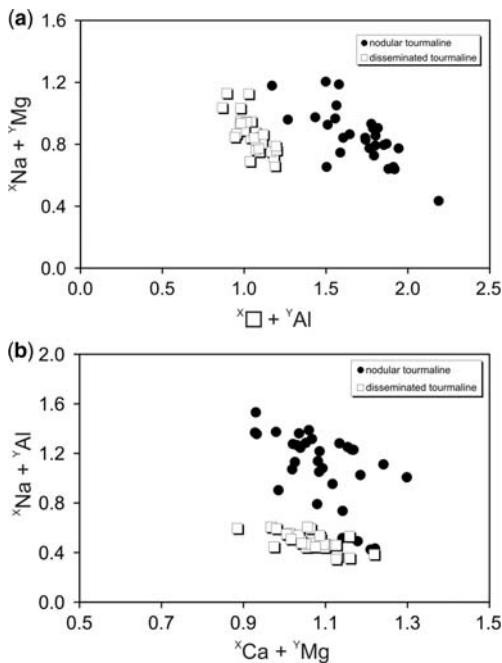 (a)
1.6
1.2
0.8
0.4
0.0
ˣNa + ʸMg
nodular tourmaline
disseminated tourmaline
0.0 0.5 1.0 1.5 2.0 2.5
ˣ□ + ʸAl
(b)
2.0
1.6
1.2
0.8
0.4
0.0
ˣNa + ʸAl
nodular tourmaline
disseminated tourmaline
0.5 0.7 0.9 1.1 1.3 1.5
ˣCa + ʸMg